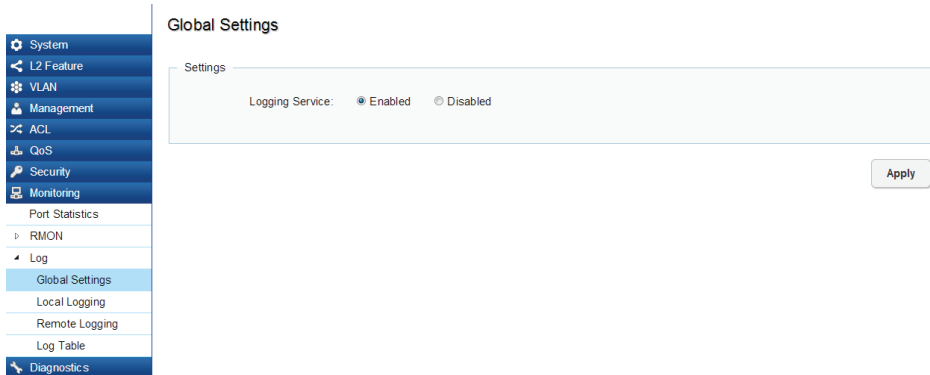 Global Settings
System
L2 Feature
VLAN
Management
ACL
QoS
Security
Monitoring
Port Statistics
RMON
Log
Global Settings
Local Logging
Remote Logging
Log Table
Diagnostics
Settings
Logging Service: Enabled Disabled
Apply